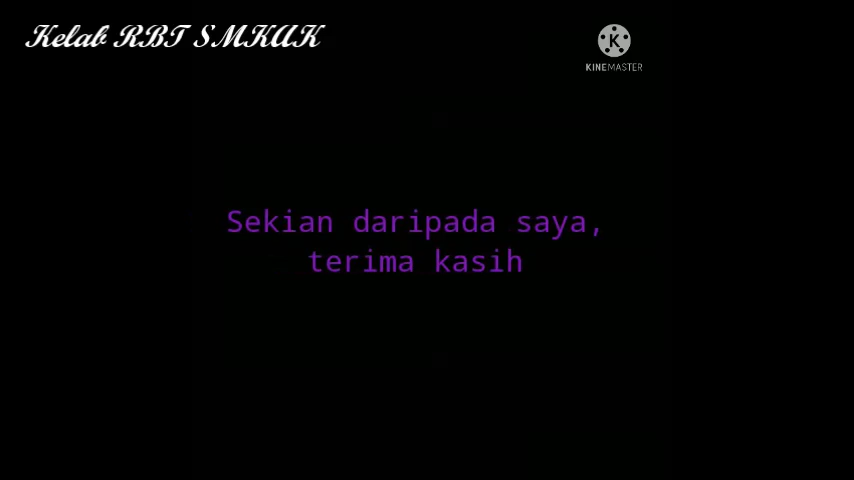 Kelab RBT SMKUK
KINEMASTER
Sekian daripada saya,
terima kasih